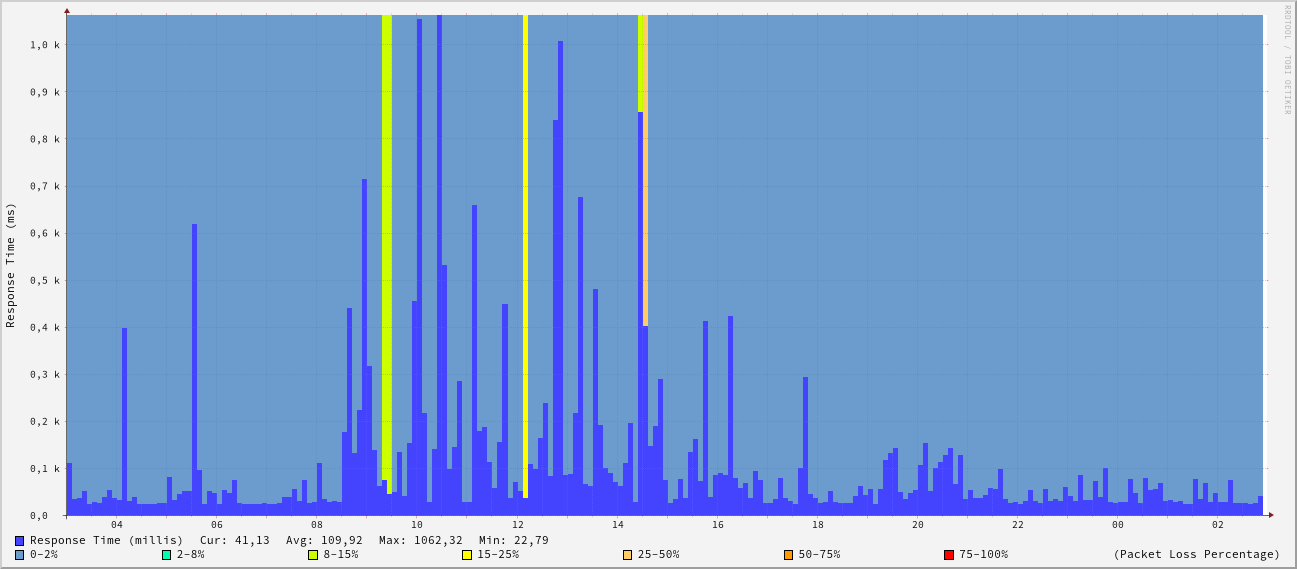 RRDTOOL / TOBI OETIKER
Response Time (ms)
1,0 k
0,9 k
0,8 k
0,7 k
0,6 k
0,5 k
0,4 k
0,3 k
0,2 k
0,1 k
0,0
04 06 08 10 12 14 16 18 20 22 00 02
Response Time (millis) Cur: 41,13 Avg: 109,92 Max: 1062,32 Min: 22,79
0-2% 2-8% 8-15% 15-25% 25-50% 50-75% 75-100% (Packet Loss Percentage)